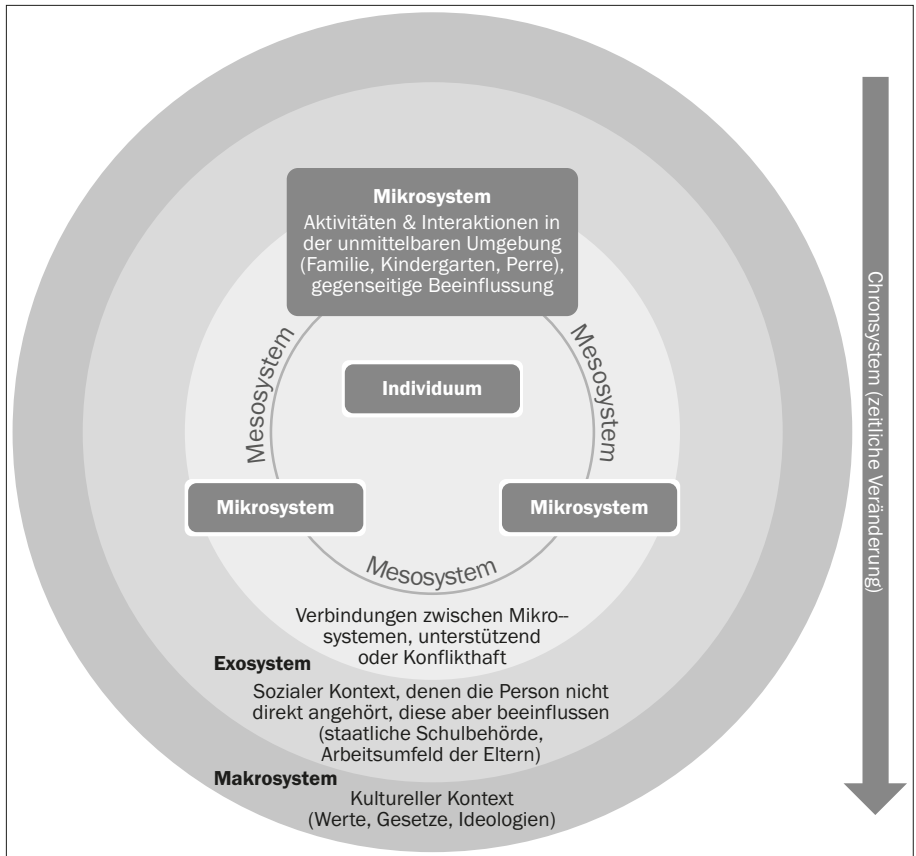 Mikrosystem
Aktivitäten & Interaktionen in
der unmittelbaren Umgebung
(Familie, Kindergarten, Perre),
gegenseitige Beeinflussung
Mesosystem
Mesosystem
Individuum
Mikrosystem
Mikrosystem
Mesosystem
Verbindungen zwischen Mikro--
systemen, unterstützend
oder Konflikthaft
Exosystem
Sozialer Kontext, denen die Person nicht
direkt angehört, diese aber beeinflussen
(staatliche Schulbehörde,
Arbeitsumfeld der Eltern)
Makrosystem
Kultureller Kontext
(Werte, Gesetze, Ideologien)
Chronsystem (zeitliche Veränderung)